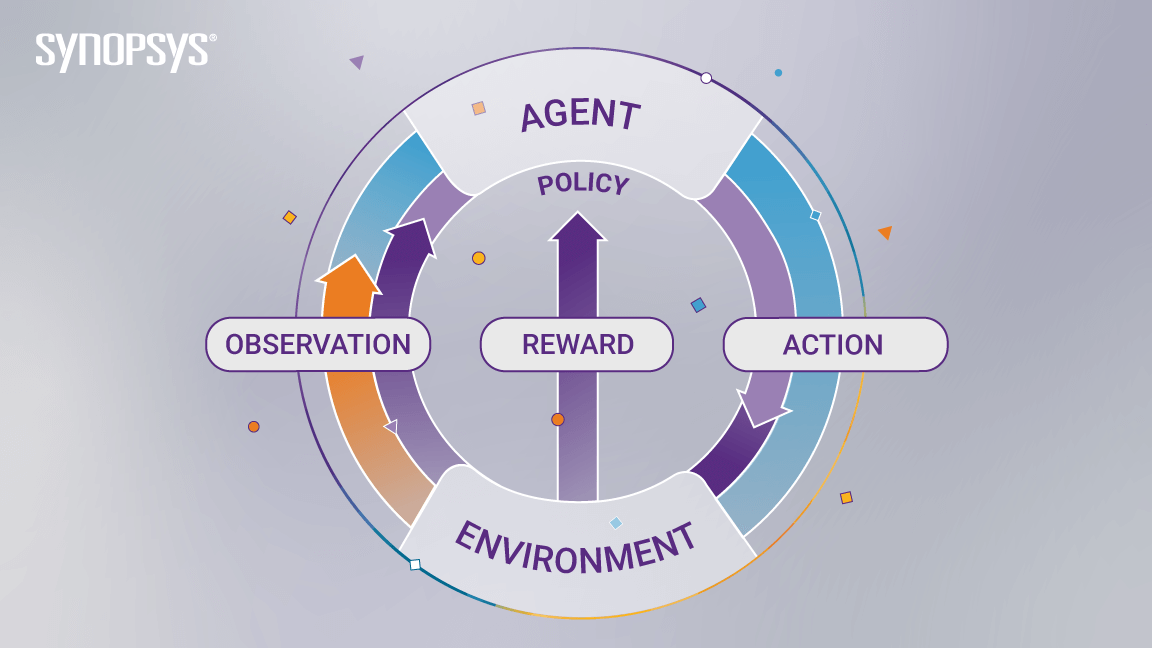 SYNOPSYS®
AGENT
POLICY
OBSERVATION
REWARD
ACTION
ENVIRONMENT